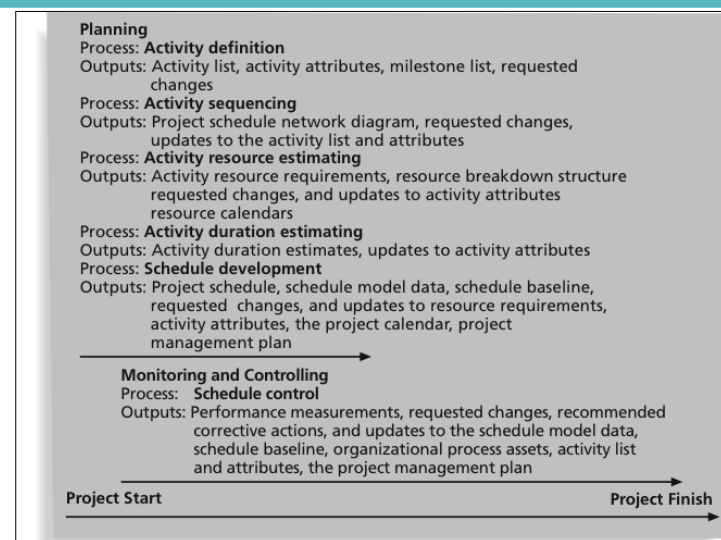 Planning
Process: Activity definition
Outputs: Activity list, activity attributes, milestone list, requested
changes
Process: Activity sequencing
Outputs: Project schedule network diagram, requested changes,
updates to the activity list and attributes
Process: Activity resource estimating
Outputs: Activity resource requirements, resource breakdown structure
requested changes, and updates to activity attributes
resource calendars
Process: Activity duration estimating
Outputs: Activity duration estimates, updates to activity attributes
Process: Schedule development
Outputs: Project schedule, schedule model data, schedule baseline,
requested changes, and updates to resource requirements,
activity attributes, the project calendar, project
management plan
Monitoring and Controlling
Process: Schedule control
Outputs: Performance measurements, requested changes, recommended
corrective actions, and updates to the schedule model data,
schedule baseline, organizational process assets, activity list
and attributes, the project management plan
Project Start Project Finish